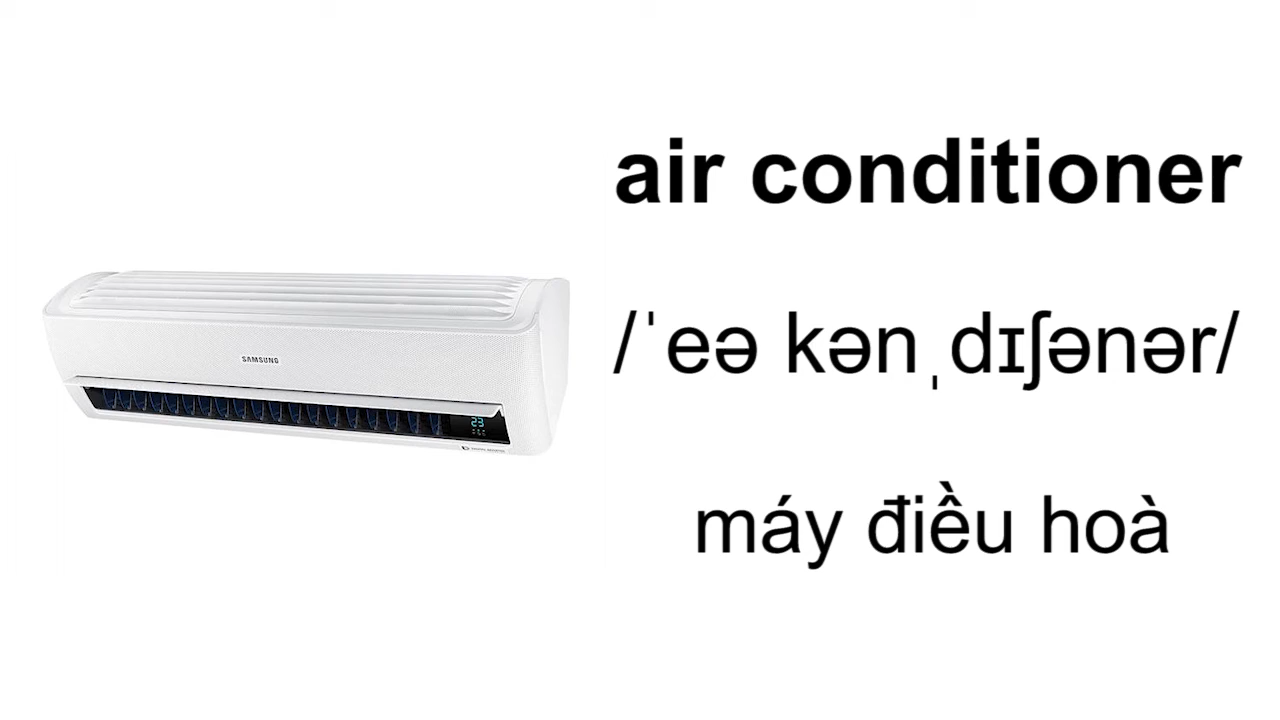 air conditioner
/ˈeə kənˌdɪʃənər/
máy điều hoà
SAMSUNG
23